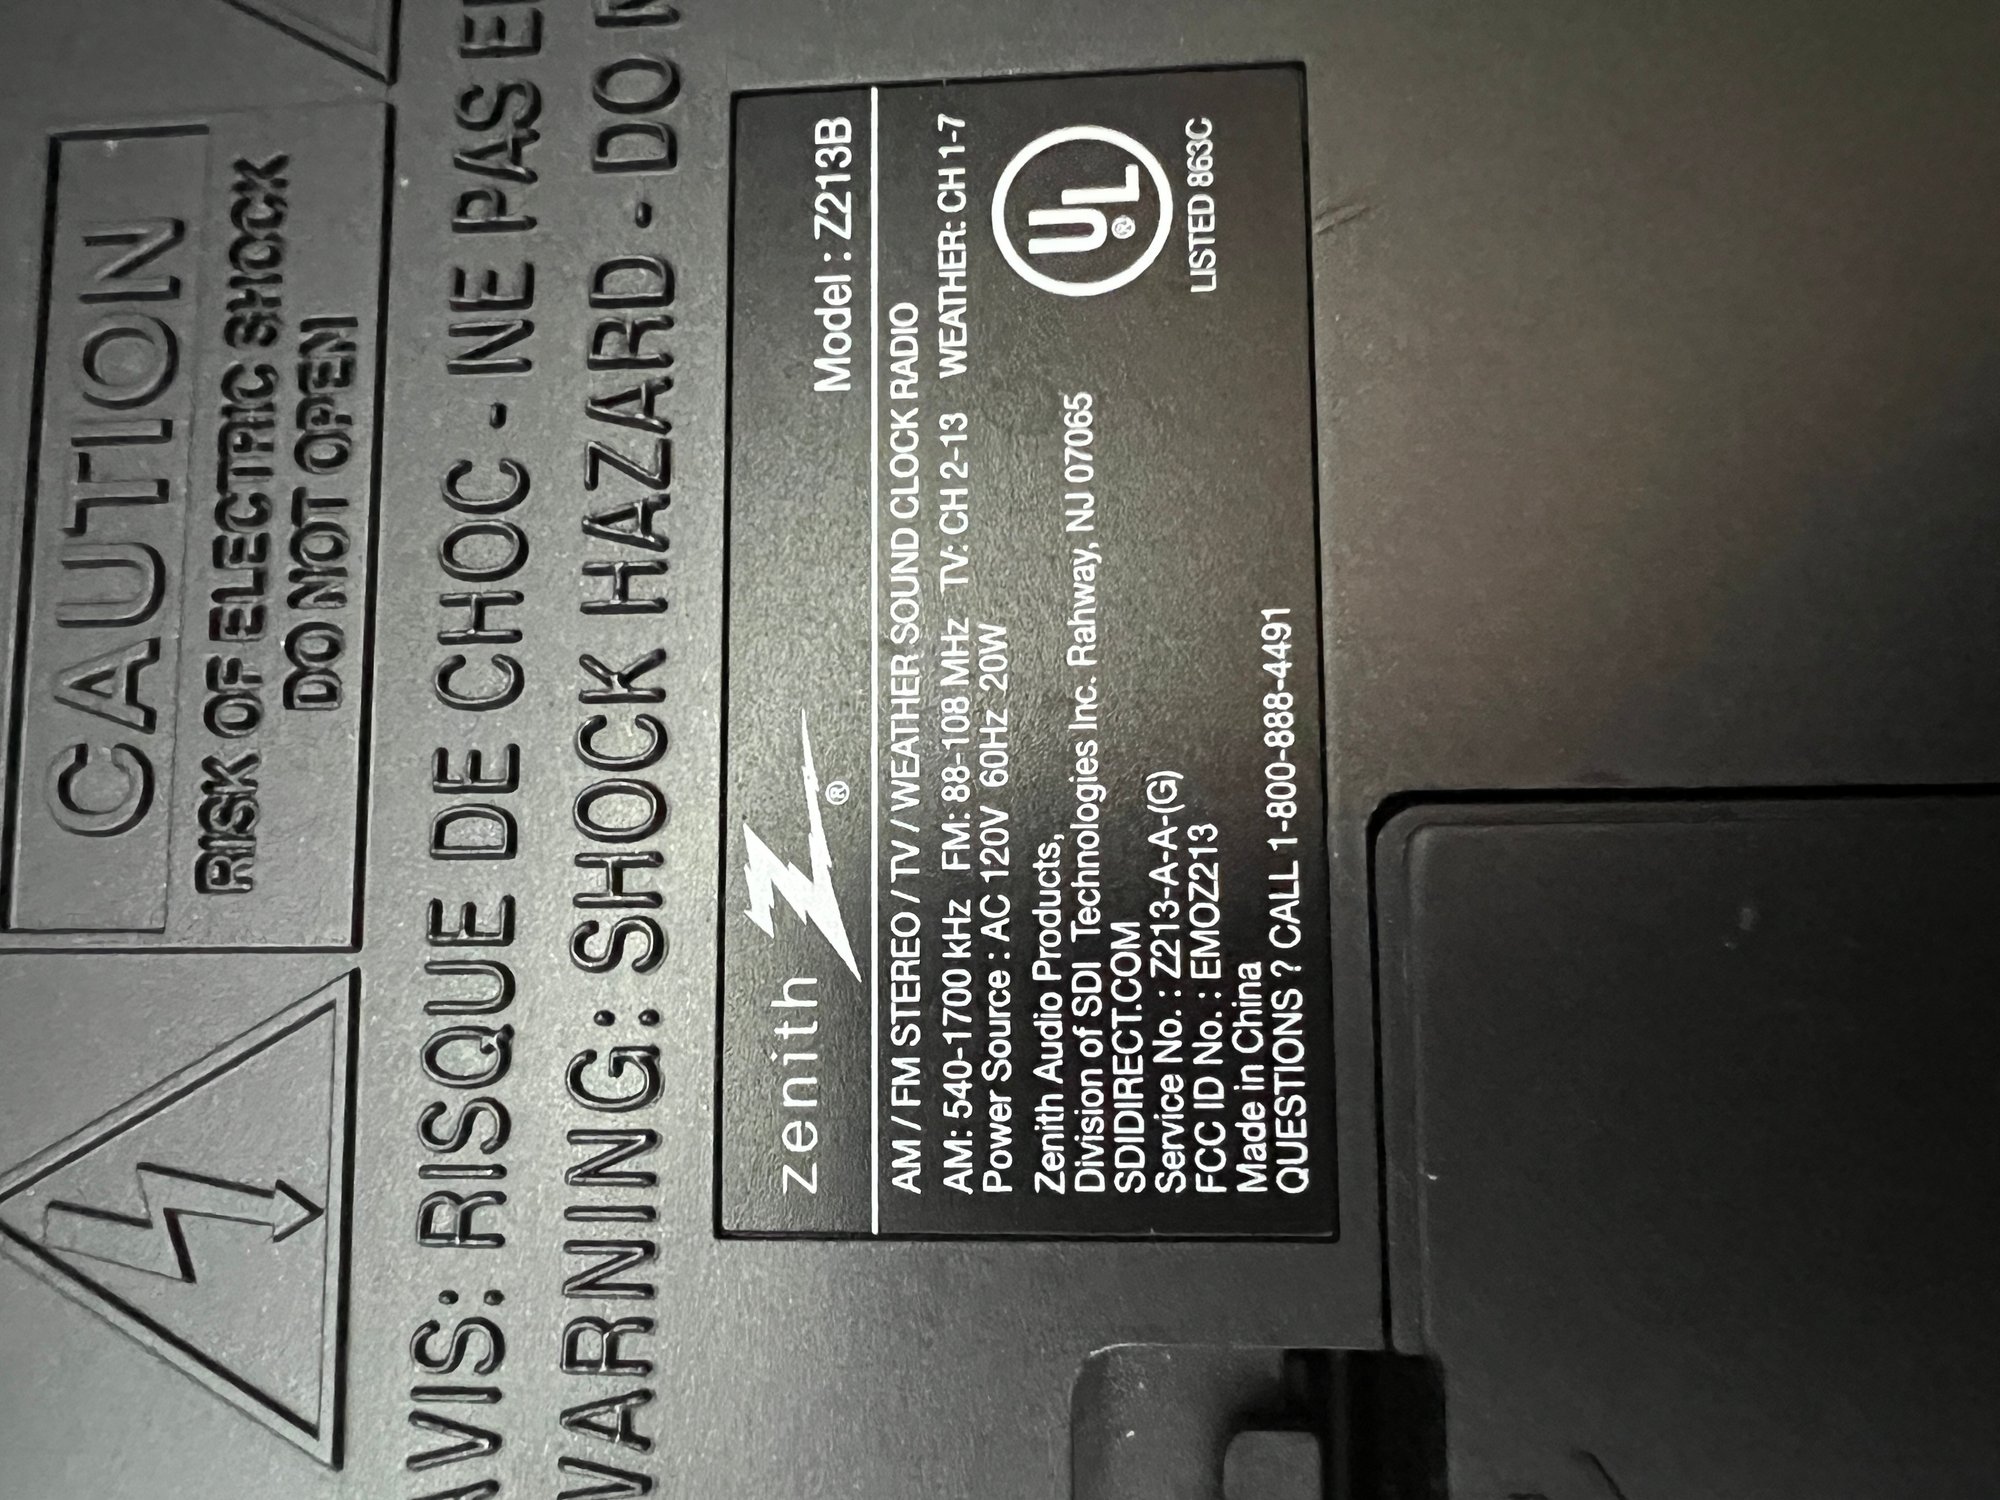 CAUTION
RISK OF ELECTRIC SHOCK
DO NOT OPEN
AVIS: RISQUE DE CHOC - NE PAS
WARNING: SHOCK HAZARD - DO
zenith ®
Model : Z213B
AM / FM STEREO / TV / WEATHER SOUND CLOCK RADIO
AM: 540-1700 kHz FM: 88-108 MHz TV: CH 2-13 WEATHER: CH 1-7
Power Source : AC 120V 60Hz 20W
Zenith Audio Products,
Division of SDI Technologies Inc. Rahway, NJ 07065
SDIDIRECT.COM
Service No. : Z213-A-A-(G)
FCC ID No. : EMOZ213
Made in China
QUESTIONS ? CALL 1-800-888-4491
UL ®
LISTED 863C